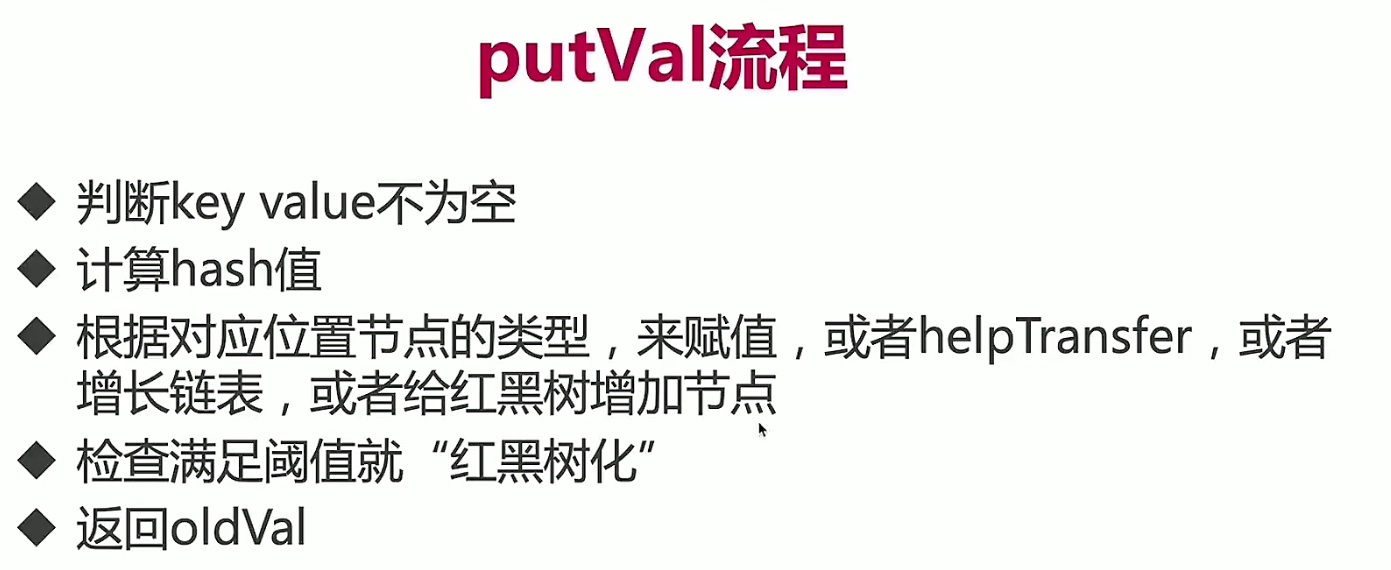 putVal流程
◆ 判断key value不为空
◆ 计算hash值
◆ 根据对应位置节点的类型，来赋值，或者helpTransfer，或者
增长链表，或者给红黑树增加节点
◆ 检查满足阈值就“红黑树化”
◆ 返回oldVal